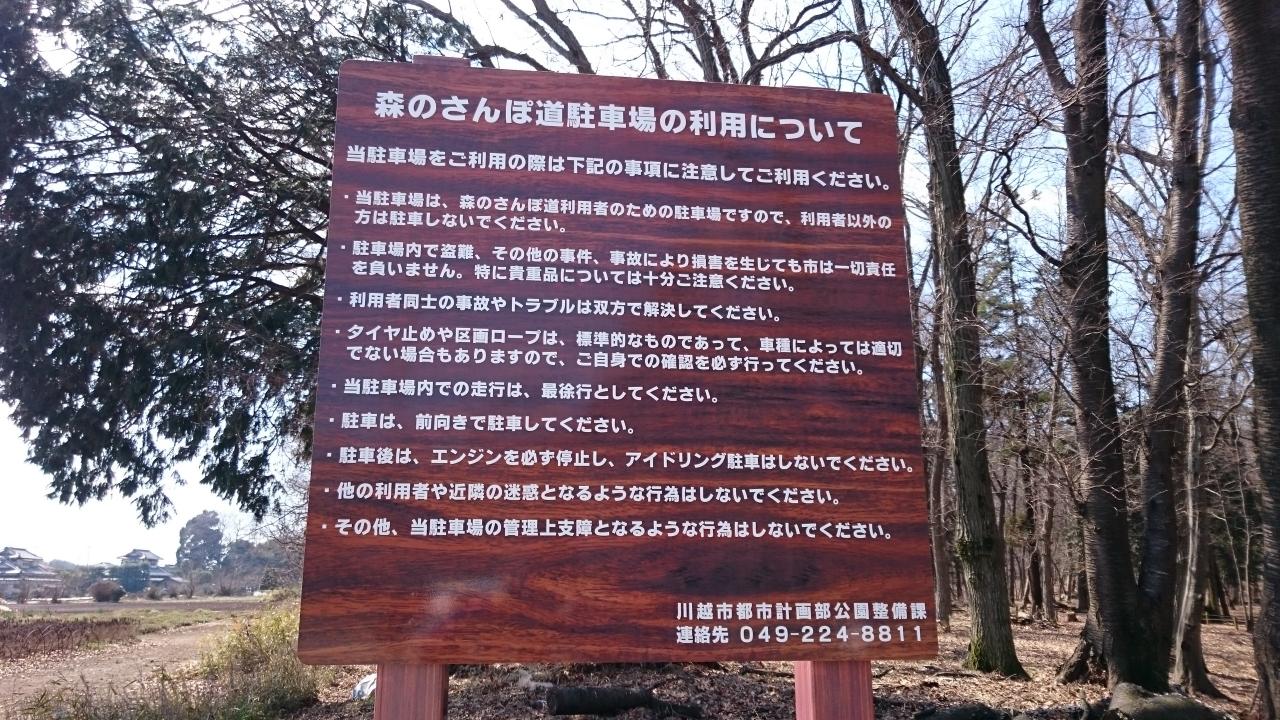 森のさんぽ道駐車場の利用について
当駐車場をご利用の際は下記の事項に注意してご利用ください。
・当駐車場は、森のさんぽ道利用者のための駐車場ですので、利用者以外の
方は駐車しないでください。
・駐車場内で盗難、その他の事件、事故により損害を生じても市は一切責任
を負いません。特に貴重品については十分ご注意ください。
・利用者同士の事故やトラブルは双方で解決してください。
・タイヤ止めや区画ロープは、標準的なものであって、車種によっては適切
でない場合もありますので、ご自身での確認を必ず行ってください。
・当駐車場内での走行は、最徐行としてください。
・駐車は、前向きで駐車してください。
・駐車後は、エンジンを必ず停止し、アイドリング駐車はしないでください。
・他の利用者や近隣の迷惑となるような行為はしないでください。
・その他、当駐車場の管理上支障となるような行為はしないでください。
川越市都市計画部公園整備課
連絡先 049-224-8811